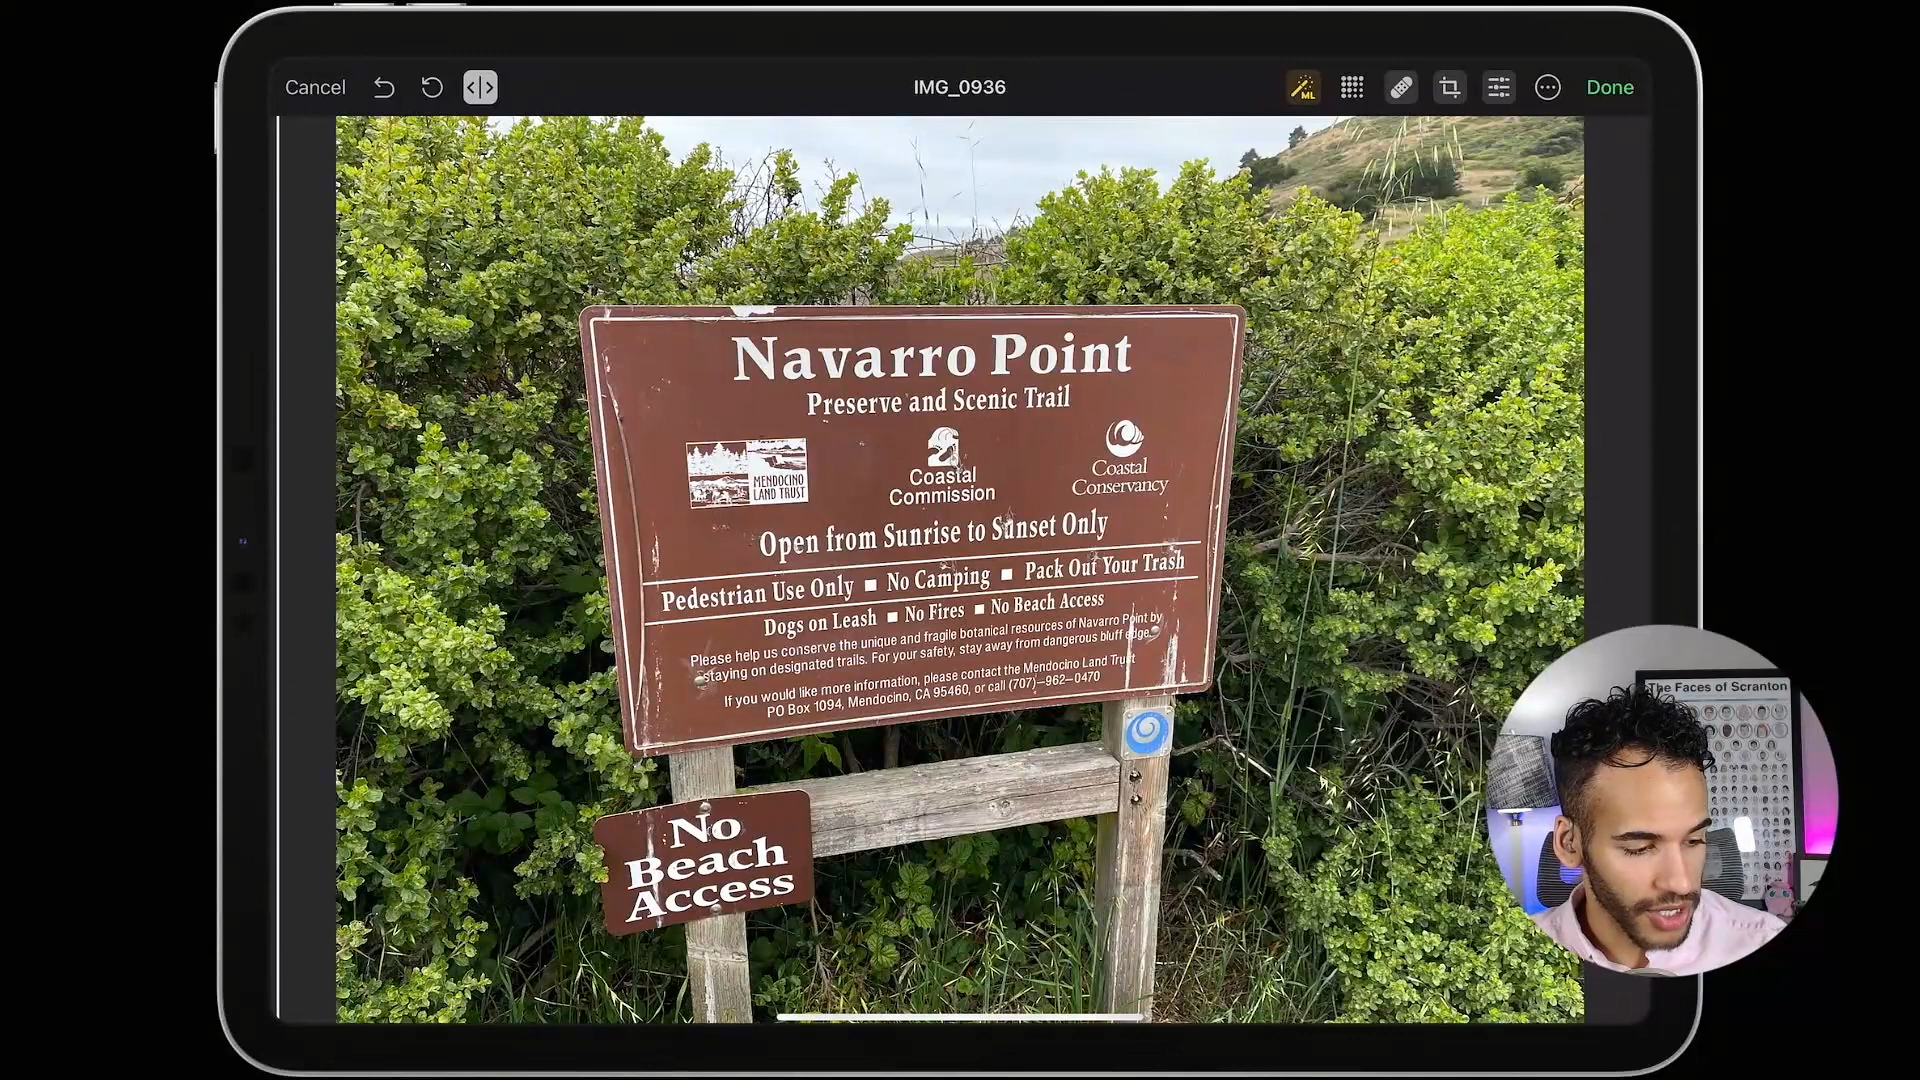 Cancel
IMG_0936
ML
Done
Navarro Point
Preserve and Scenic Trail
MENDOCINO
LAND TRUST
Coastal
Commission
Coastal
Conservancy
Open from Sunrise to Sunset Only
Pedestrian Use Only ■ No Camping ■ Pack Out Your Trash
Dogs on Leash ■ No Fires ■ No Beach Access
Please help us conserve the unique and fragile botanical resources of Navarro Point by
staying on designated trails. For your safety, stay away from dangerous bluff edge.
If you would like more information, please contact the Mendocino Land Trust
PO Box 1094, Mendocino, CA 95460, or call (707)-962-0470
No
Beach
Access
The Faces of Scranton